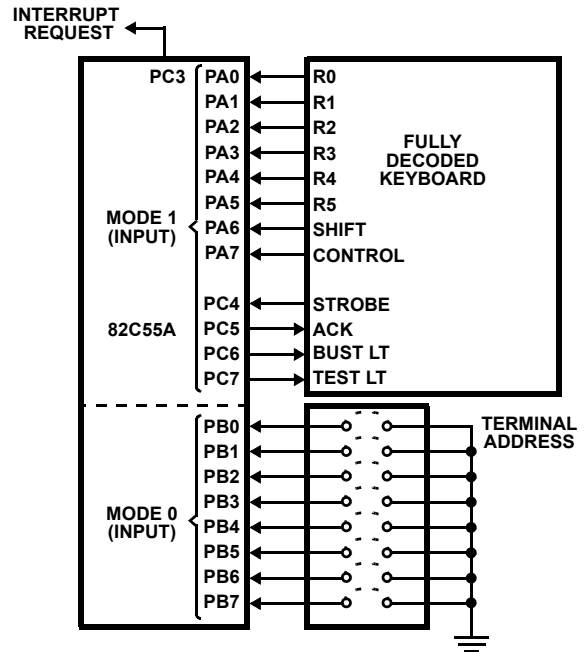 INTERRUPT
REQUEST
PC3 PA0 R0
PA1 R1
PA2 R2
PA3 R3
PA4 R4
PA5 R5
PA6 SHIFT
PA7 CONTROL
FULLY
DECODED
KEYBOARD
MODE 1
(INPUT)
PC4 STROBE
82C55A PC5 ACK
PC6 BUST LT
PC7 TEST LT
PB0
PB1
PB2
PB3
PB4
PB5
PB6
PB7
MODE 0
(INPUT)
TERMINAL
ADDRESS